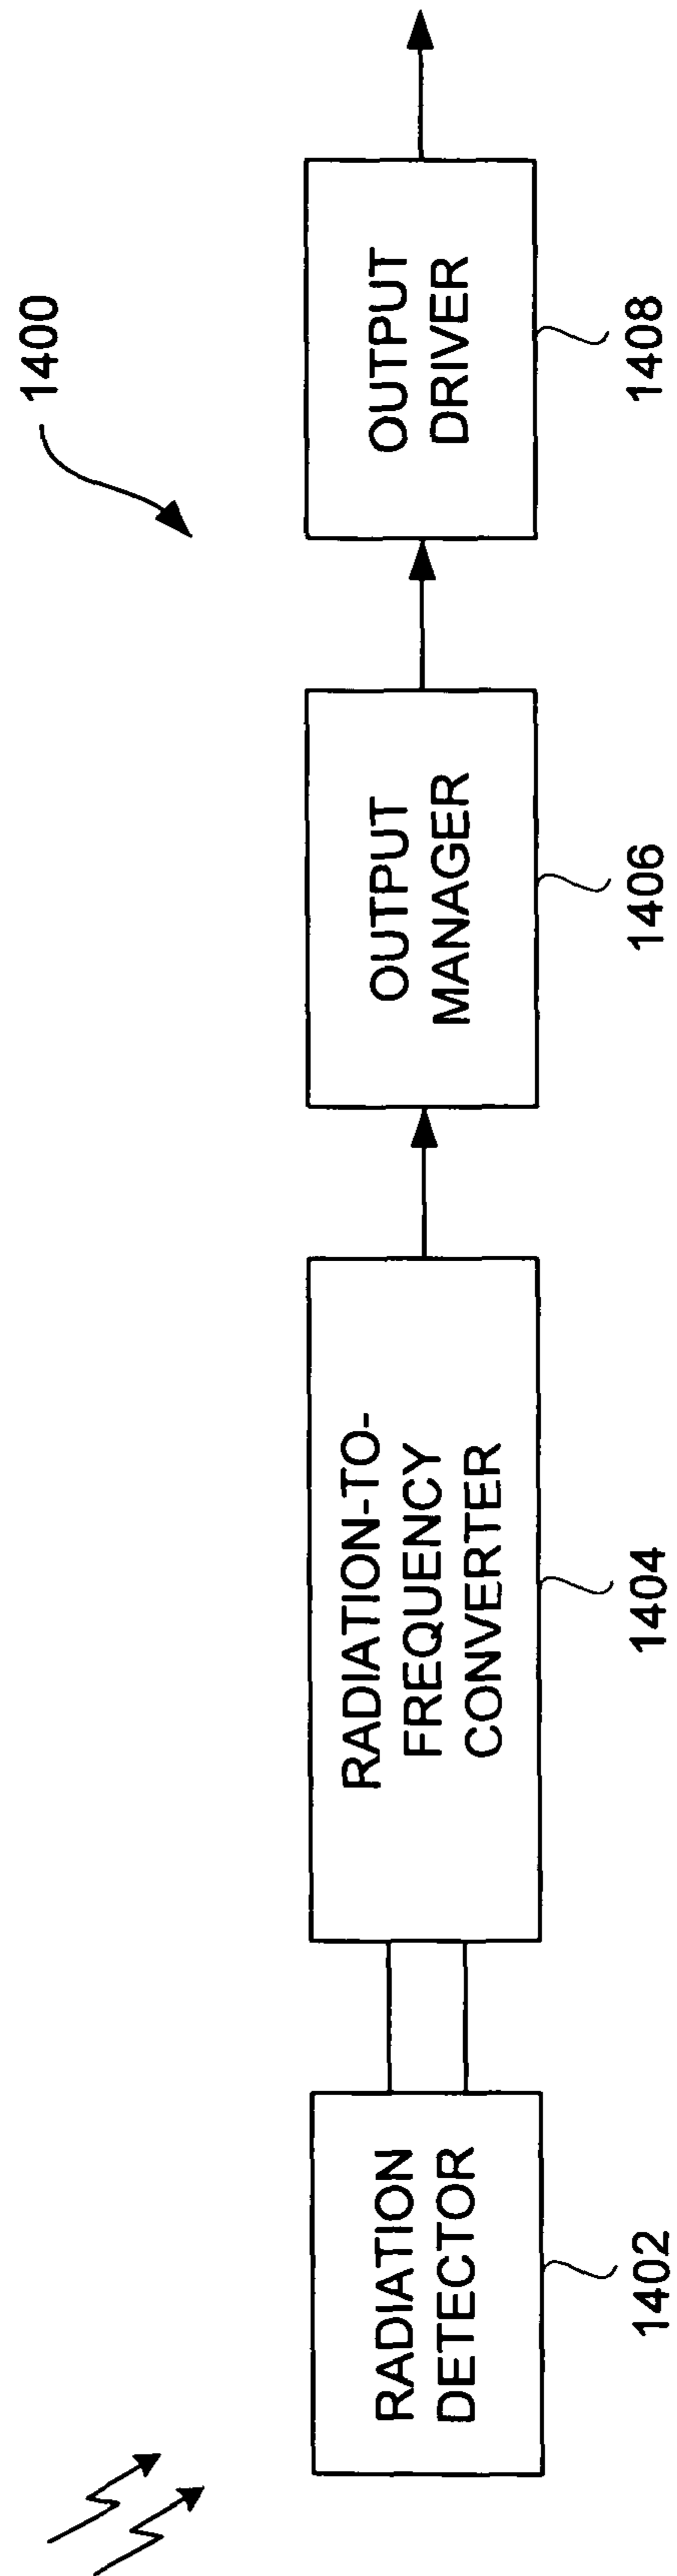 1400
RADIATION
DETECTOR
1402
RADIATION-TO-
FREQUENCY
CONVERTER
1404
OUTPUT
MANAGER
1406
OUTPUT
DRIVER
1408